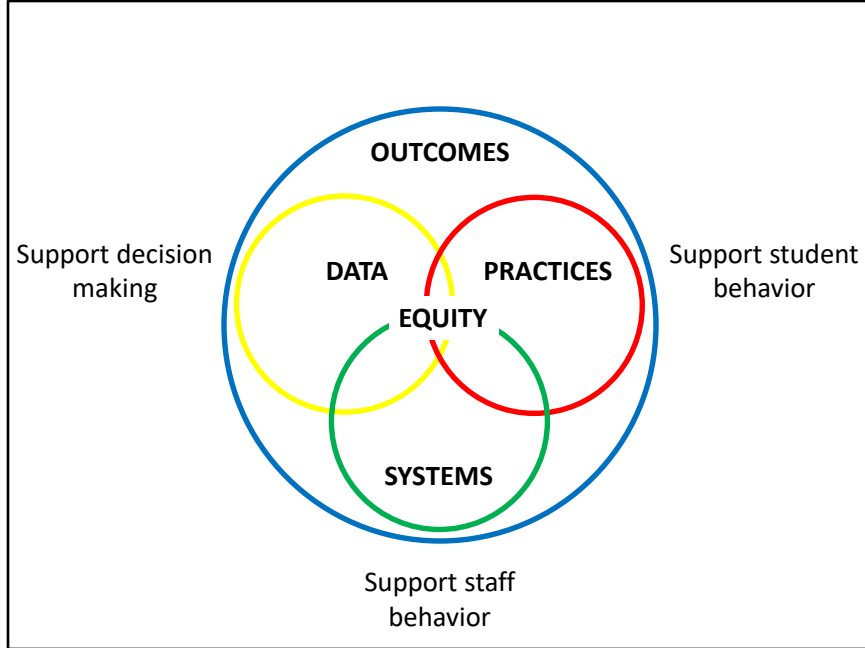 OUTCOMES
Support decision
making
DATA
PRACTICES
Support student
behavior
EQUITY
SYSTEMS
Support staff
behavior